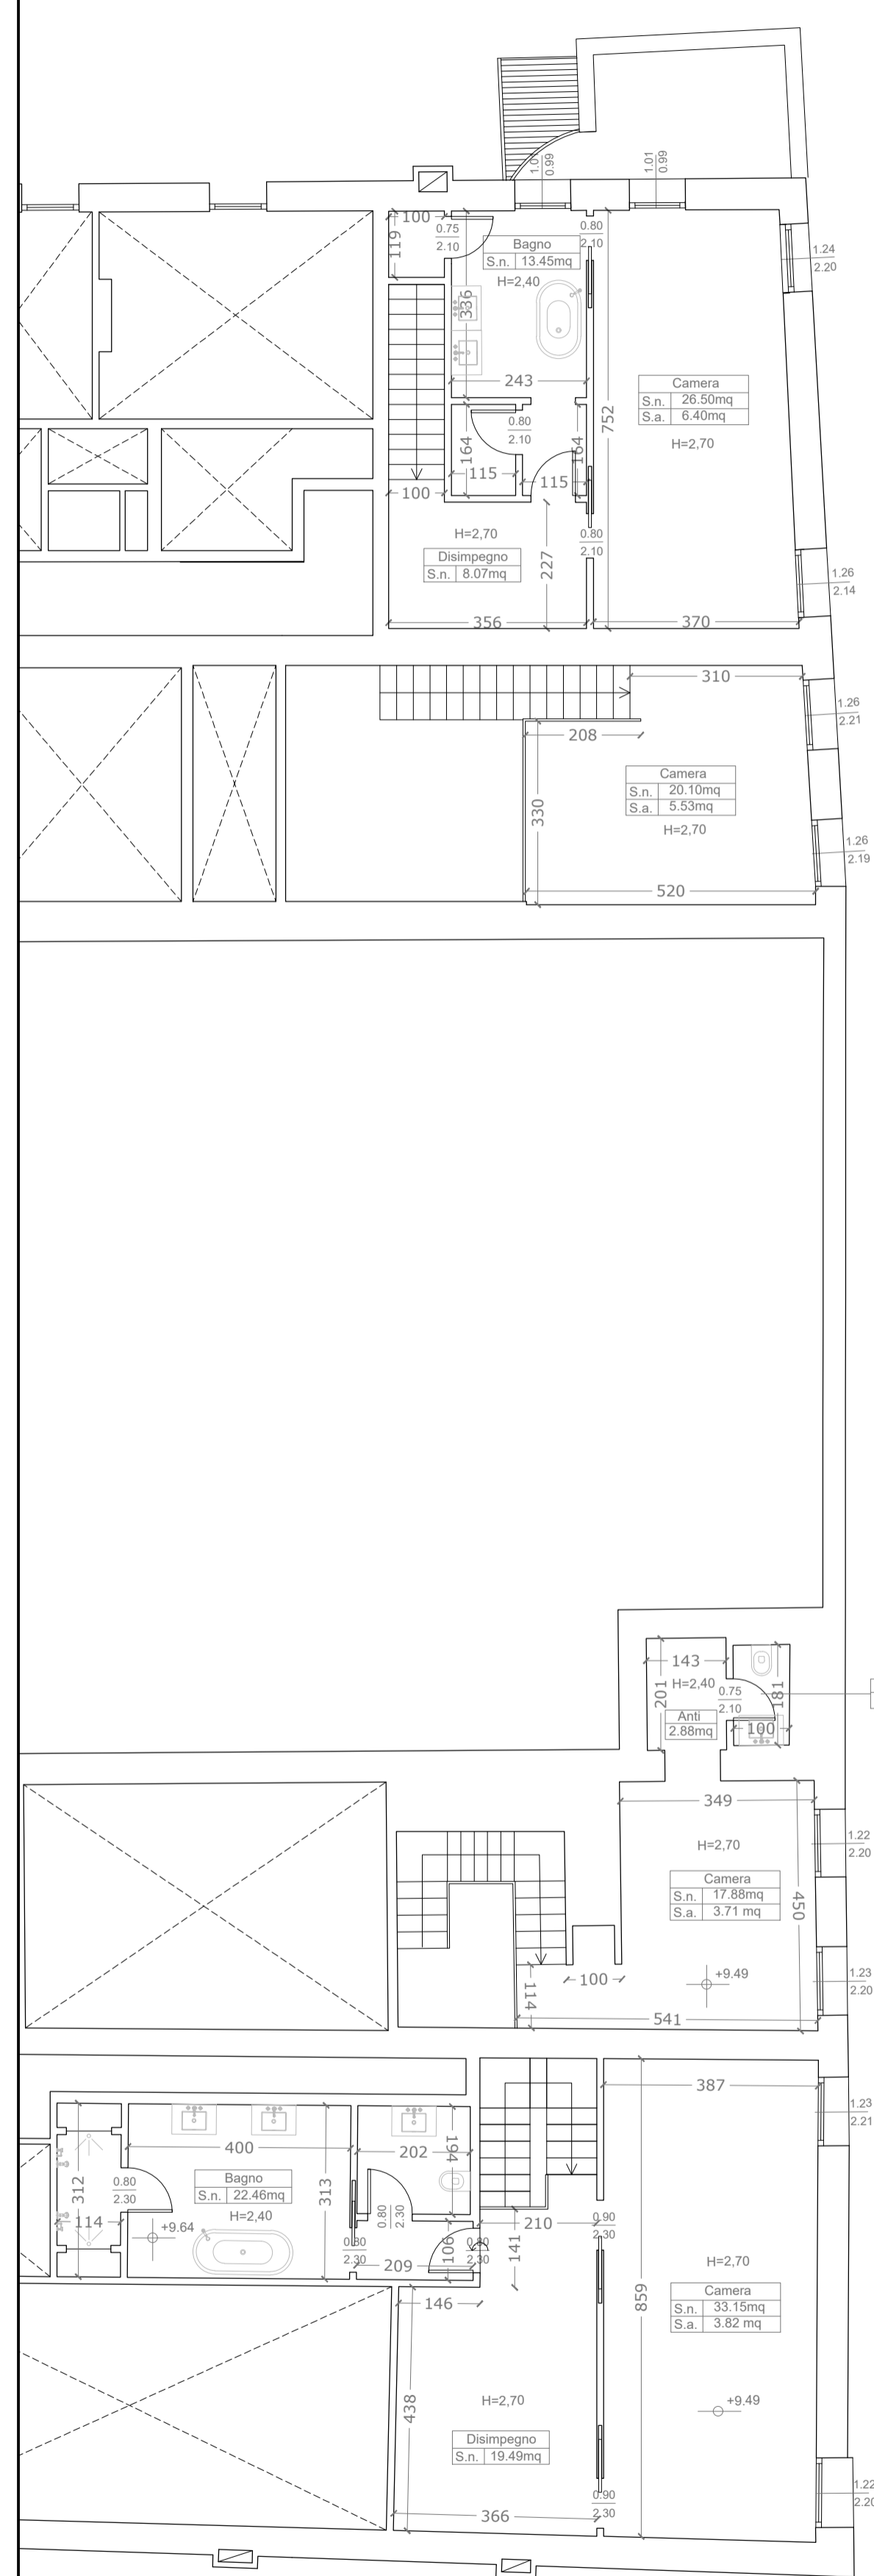 1.01
0.99
1.01
0.99
100
0.75
2.10
119
Bagno
S.n. 13.45mq
H=2,40
0.80
2.10
1.24
2.20
336
243
Camera
S.n. 26.50mq
S.a. 6.40mq
H=2,70
752
0.80
2.10
164
164
115
115
100
H=2,70
Disimpegno
S.n. 8.07mq
227
0.80
2.10
1.26
2.14
356
370
310
1.26
2.21
208
330
Camera
S.n. 20.10mq
S.a. 5.53mq
H=2,70
1.26
2.19
520
143
H=2,40
201
0.75
2.10
181
Anti
2.88mq
100
349
H=2,70
1.22
2.20
Camera
S.n. 17.88mq
S.a. 3.71 mq
450
100
+9.49
1.23
2.20
114
541
387
1.23
2.21
400
202
194
312
0.80
2.30
Bagno
S.n. 22.46mq
H=2,40
313
114
+9.64
0.80
2.30
0.80
2.30
106
209
0.80
2.30
210
141
0.90
2.30
146
H=2,70
Camera
S.n. 33.15mq
S.a. 3.82 mq
859
438
H=2,70
+9.49
Disimpegno
S.n. 19.49mq
366
0.90
2.30
1.22
2.20